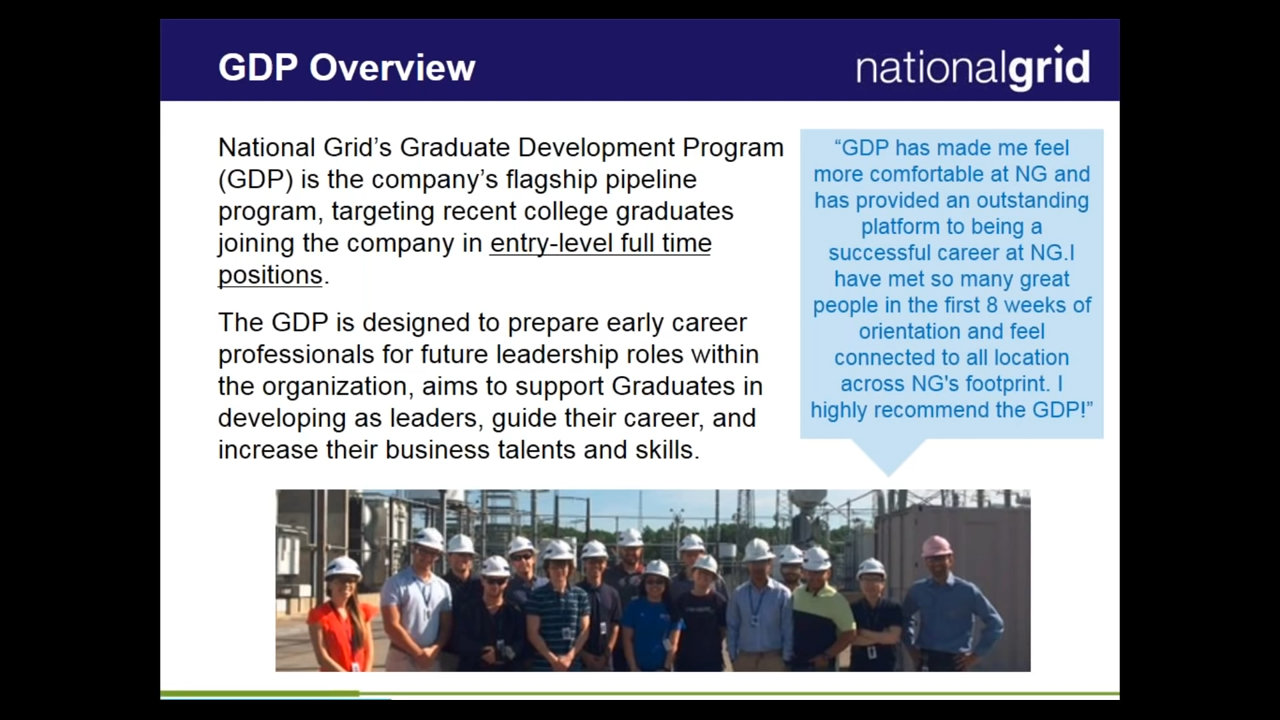 GDP Overview
nationalgrid
National Grid’s Graduate Development Program
(GDP) is the company’s flagship pipeline
program, targeting recent college graduates
joining the company in entry-level full time
positions.
The GDP is designed to prepare early career
professionals for future leadership roles within
the organization, aims to support Graduates in
developing as leaders, guide their career, and
increase their business talents and skills.
“GDP has made me feel
more comfortable at NG and
has provided an outstanding
platform to being a
successful career at NG.I
have met so many great
people in the first 8 weeks of
orientation and feel
connected to all location
across NG's footprint. I
highly recommend the GDP!”